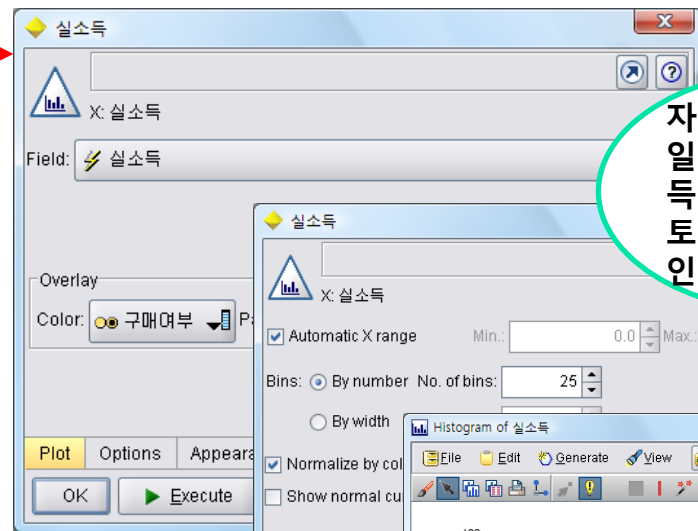 실소득
X: 실소득
Field: 실소득
Overlay
Color: 구매여부
Plot Options
OK Execute
실소득
X: 실소득
Automatic X range Min.: 0.0 Max.:
Bins: By number No. of bins: 25
By width
Normalize by
Show normal
Histogram of 실소득
File Edit Generate View
자
일
득
토
인